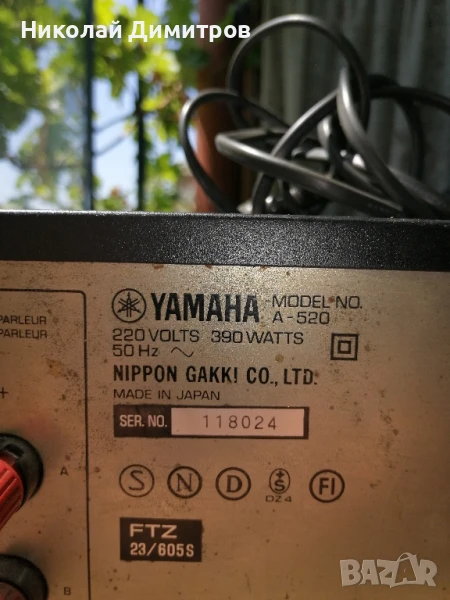 Николай Димитров
YAMAHA
MODEL NO.
A-520
220 VOLTS 390 WATTS
50 Hz ~
NIPPON GAKKI CO., LTD.
MADE IN JAPAN
SER. NO. 118024
PARLEUR
PARLEUR
+
A
B
S N D S FI
DZ4
FTZ
23/605S
BAZAR